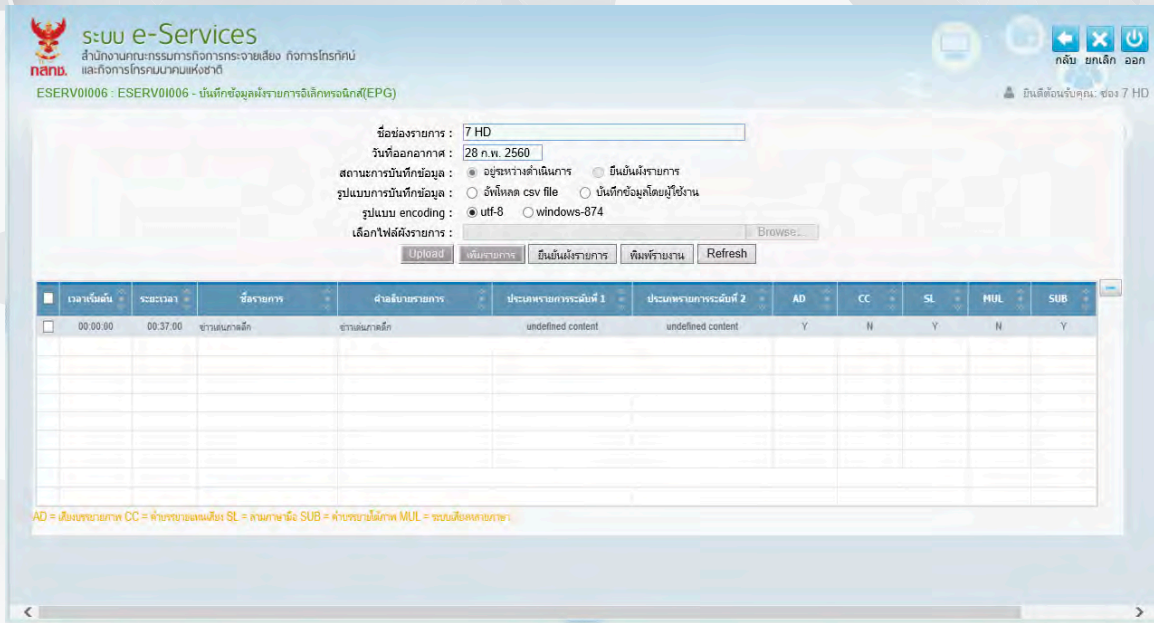 ระบบ e-Services
สำนักงานคณะกรรมการกิจการกระจายเสียง กิจการโทรทัศน์
และกิจการโทรคมนาคมแห่งชาติ
กสทช.
กลับ ยกเลิก ออก
ESERV0I006 : ESERV0I006 - บันทึกข้อมูลผังรายการอิเล็กทรอนิกส์(EPG)
ยินดีต้อนรับคุณ: ช่อง 7 HD
ชื่อช่องรายการ : 7 HD
วันที่ออกอากาศ : 28 ก.พ. 2560
สถานะการบันทึกข้อมูล : อยู่ระหว่างดำเนินการ ยืนยันผังรายการ
รูปแบบการบันทึกข้อมูล : อัพโหลด csv file บันทึกข้อมูลโดยผู้ใช้งาน
รูปแบบ encoding : utf-8 windows-874
เลือกไฟล์ผังรายการ : Browse...
Upload เพิ่มรายการ ยืนยันผังรายการ พิมพ์รายงาน Refresh
เวลาเริ่มต้น ระยะเวลา ชื่อรายการ คำอธิบายรายการ ประเภทรายการระดับที่ 1 ประเภทรายการระดับที่ 2 AD CC SL MUL SUB
00:00:00 00:37:00 ข่าวเด่นภาคดึก ข่าวเด่นภาคดึก undefined content undefined content Y N Y N Y
AD = เสียงบรรยายภาพ CC = คำบรรยายแทนเสียง SL = ล่ามภาษามือ SUB = คำบรรยายใต้ภาพ MUL = ระบบเสียงหลายภาษา